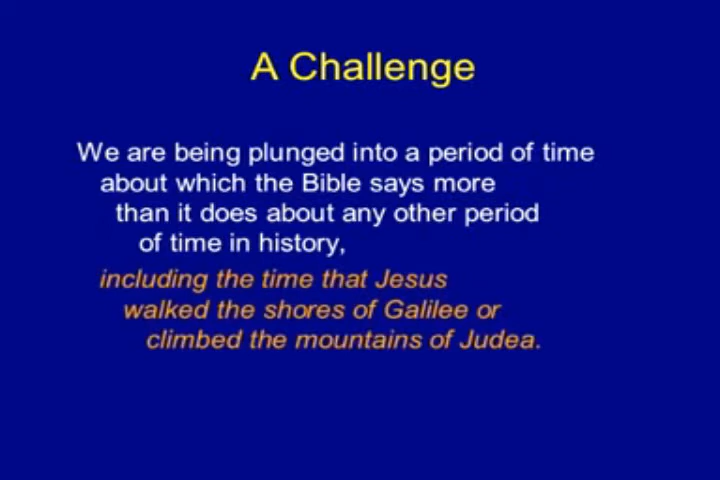 A Challenge
We are being plunged into a period of time
about which the Bible says more
than it does about any other period
of time in history,
including the time that Jesus
walked the shores of Galilee or
climbed the mountains of Judea.